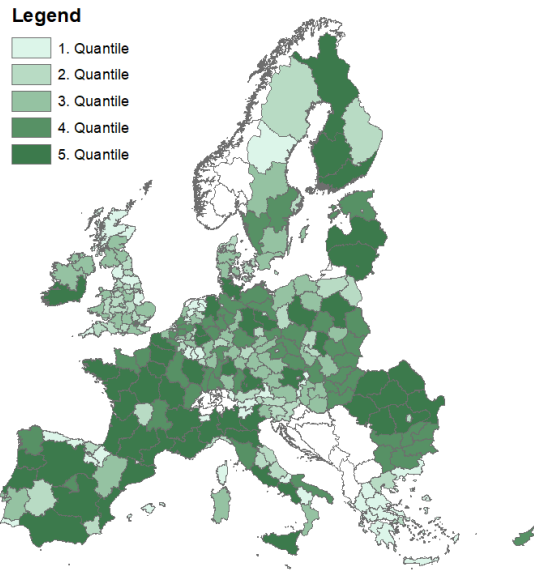 Legend
1. Quantile
2. Quantile
3. Quantile
4. Quantile
5. Quantile